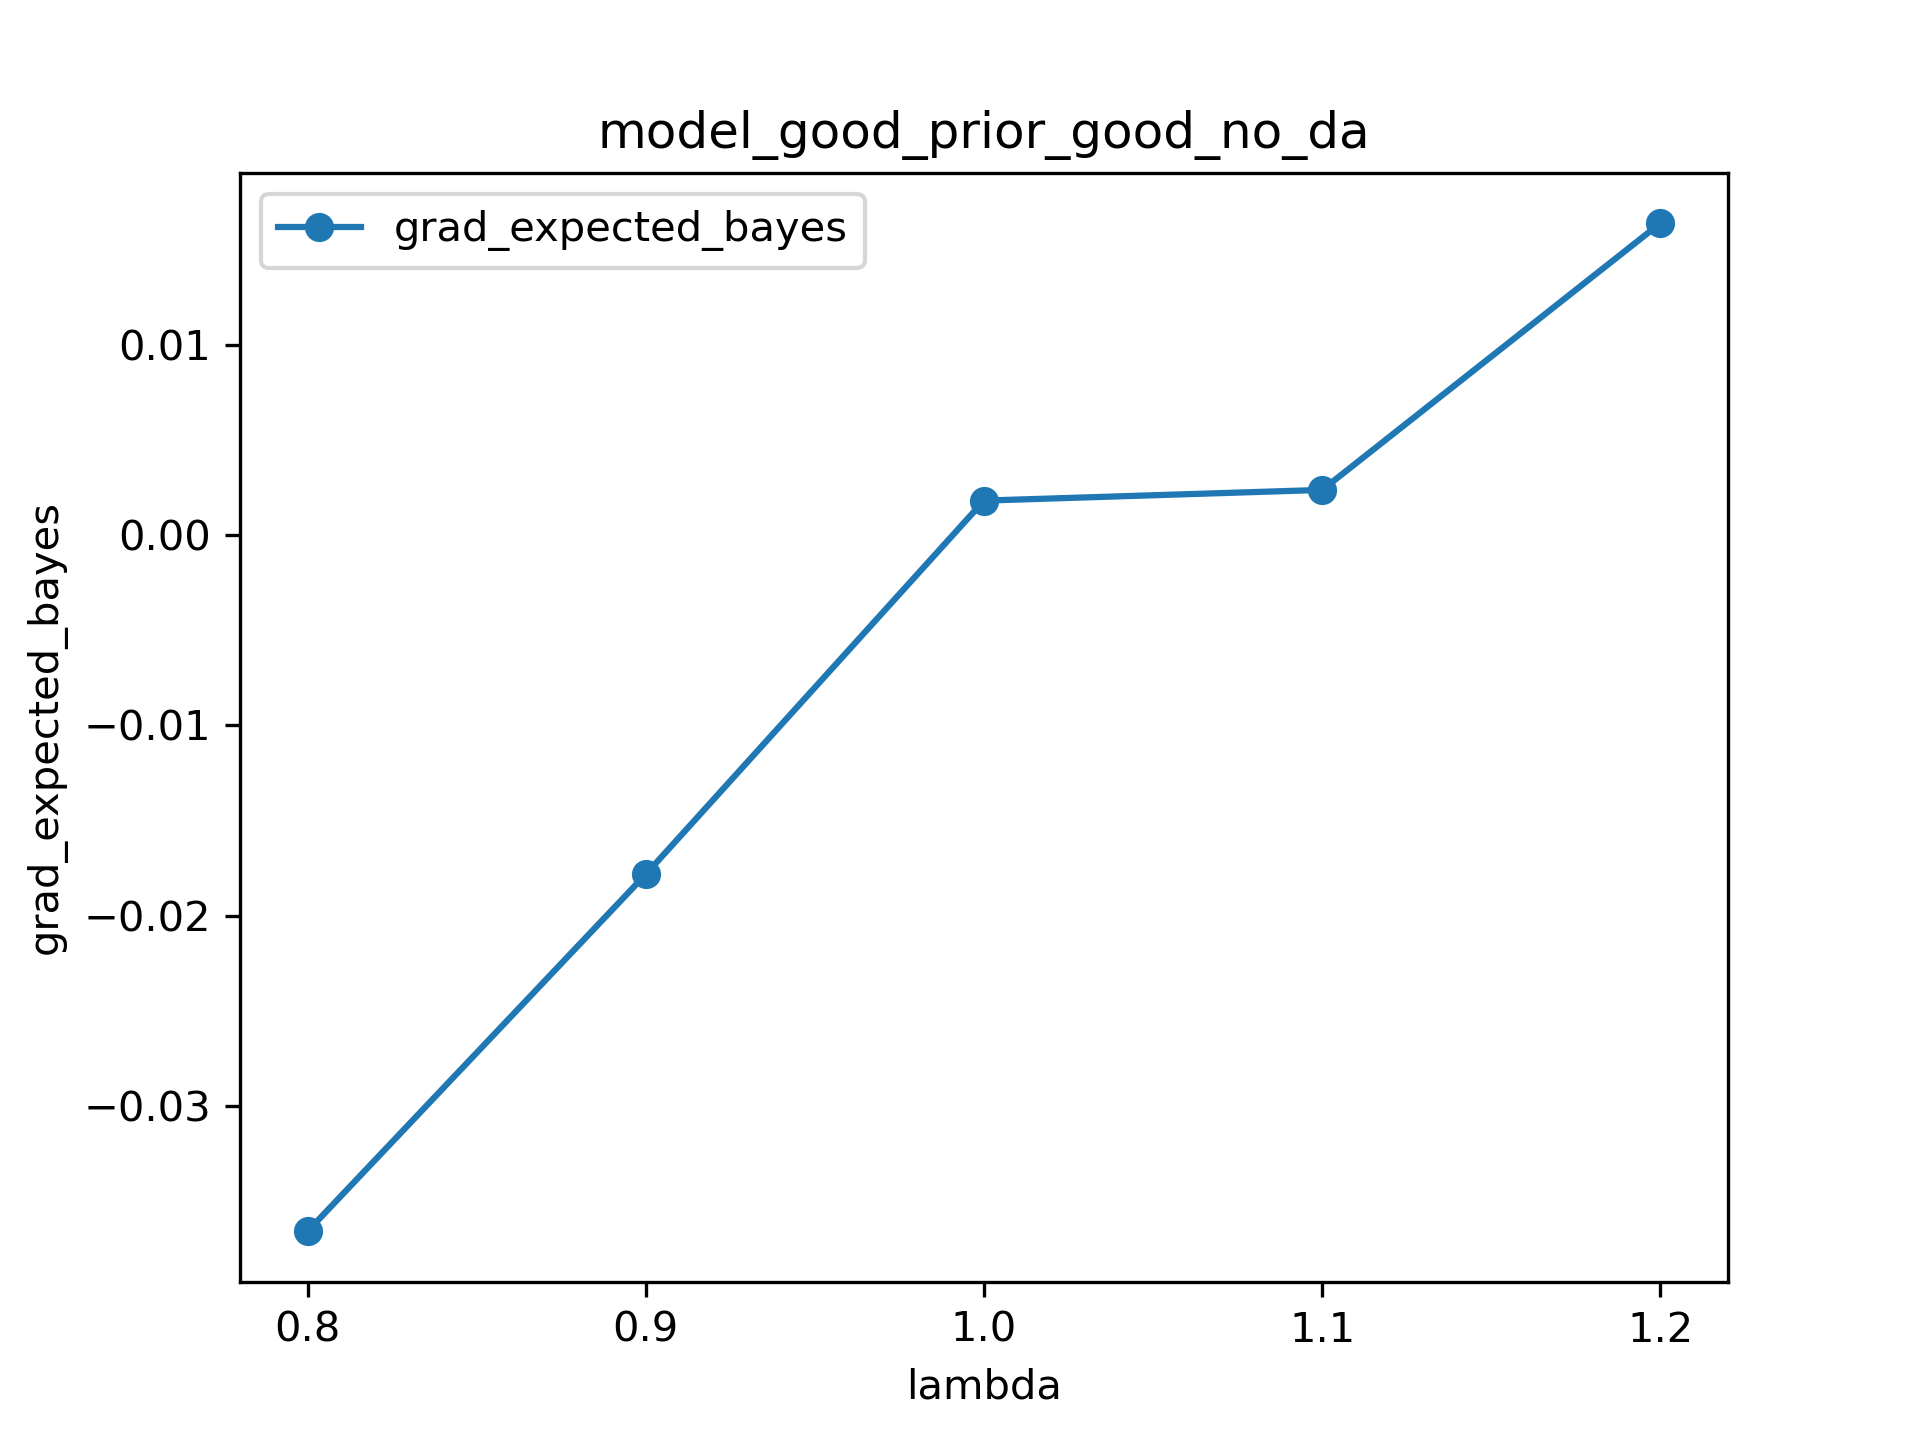 model_good_prior_good_no_da
grad_expected_bayes
0.01
0.00
−0.01
−0.02
−0.03
grad_expected_bayes
0.8 0.9 1.0 1.1 1.2
lambda